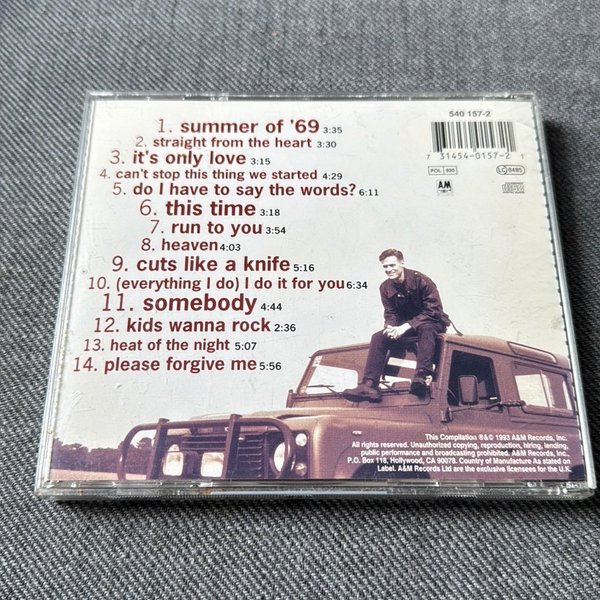 1. summer of '69 3:35
2. straight from the heart 3:30
3. it's only love 3:15
4. can't stop this thing we started 4:29
5. do I have to say the words? 6:11
6. this time 3:18
7. run to you 3:54
8. heaven 4:03
9. cuts like a knife 5:16
10. (everything I do) I do it for you 6:34
11. somebody 4:44
12. kids wanna rock 2:36
13. heat of the night 5:07
14. please forgive me 5:56
540 157-2
7 31454-0157-2
A&M
POL 920
LC 0485
This Compilation ℗&© 1993 A&M Records, Inc.
All rights reserved. Unauthorized copying, reproduction, hiring, lending,
public performance and broadcasting prohibited. A&M Records, Inc.
P.O. Box 118, Hollywood, CA 90078. Country of Manufacture As stated on
Label. A&M Records Ltd are the exclusive licensees for the U.K.